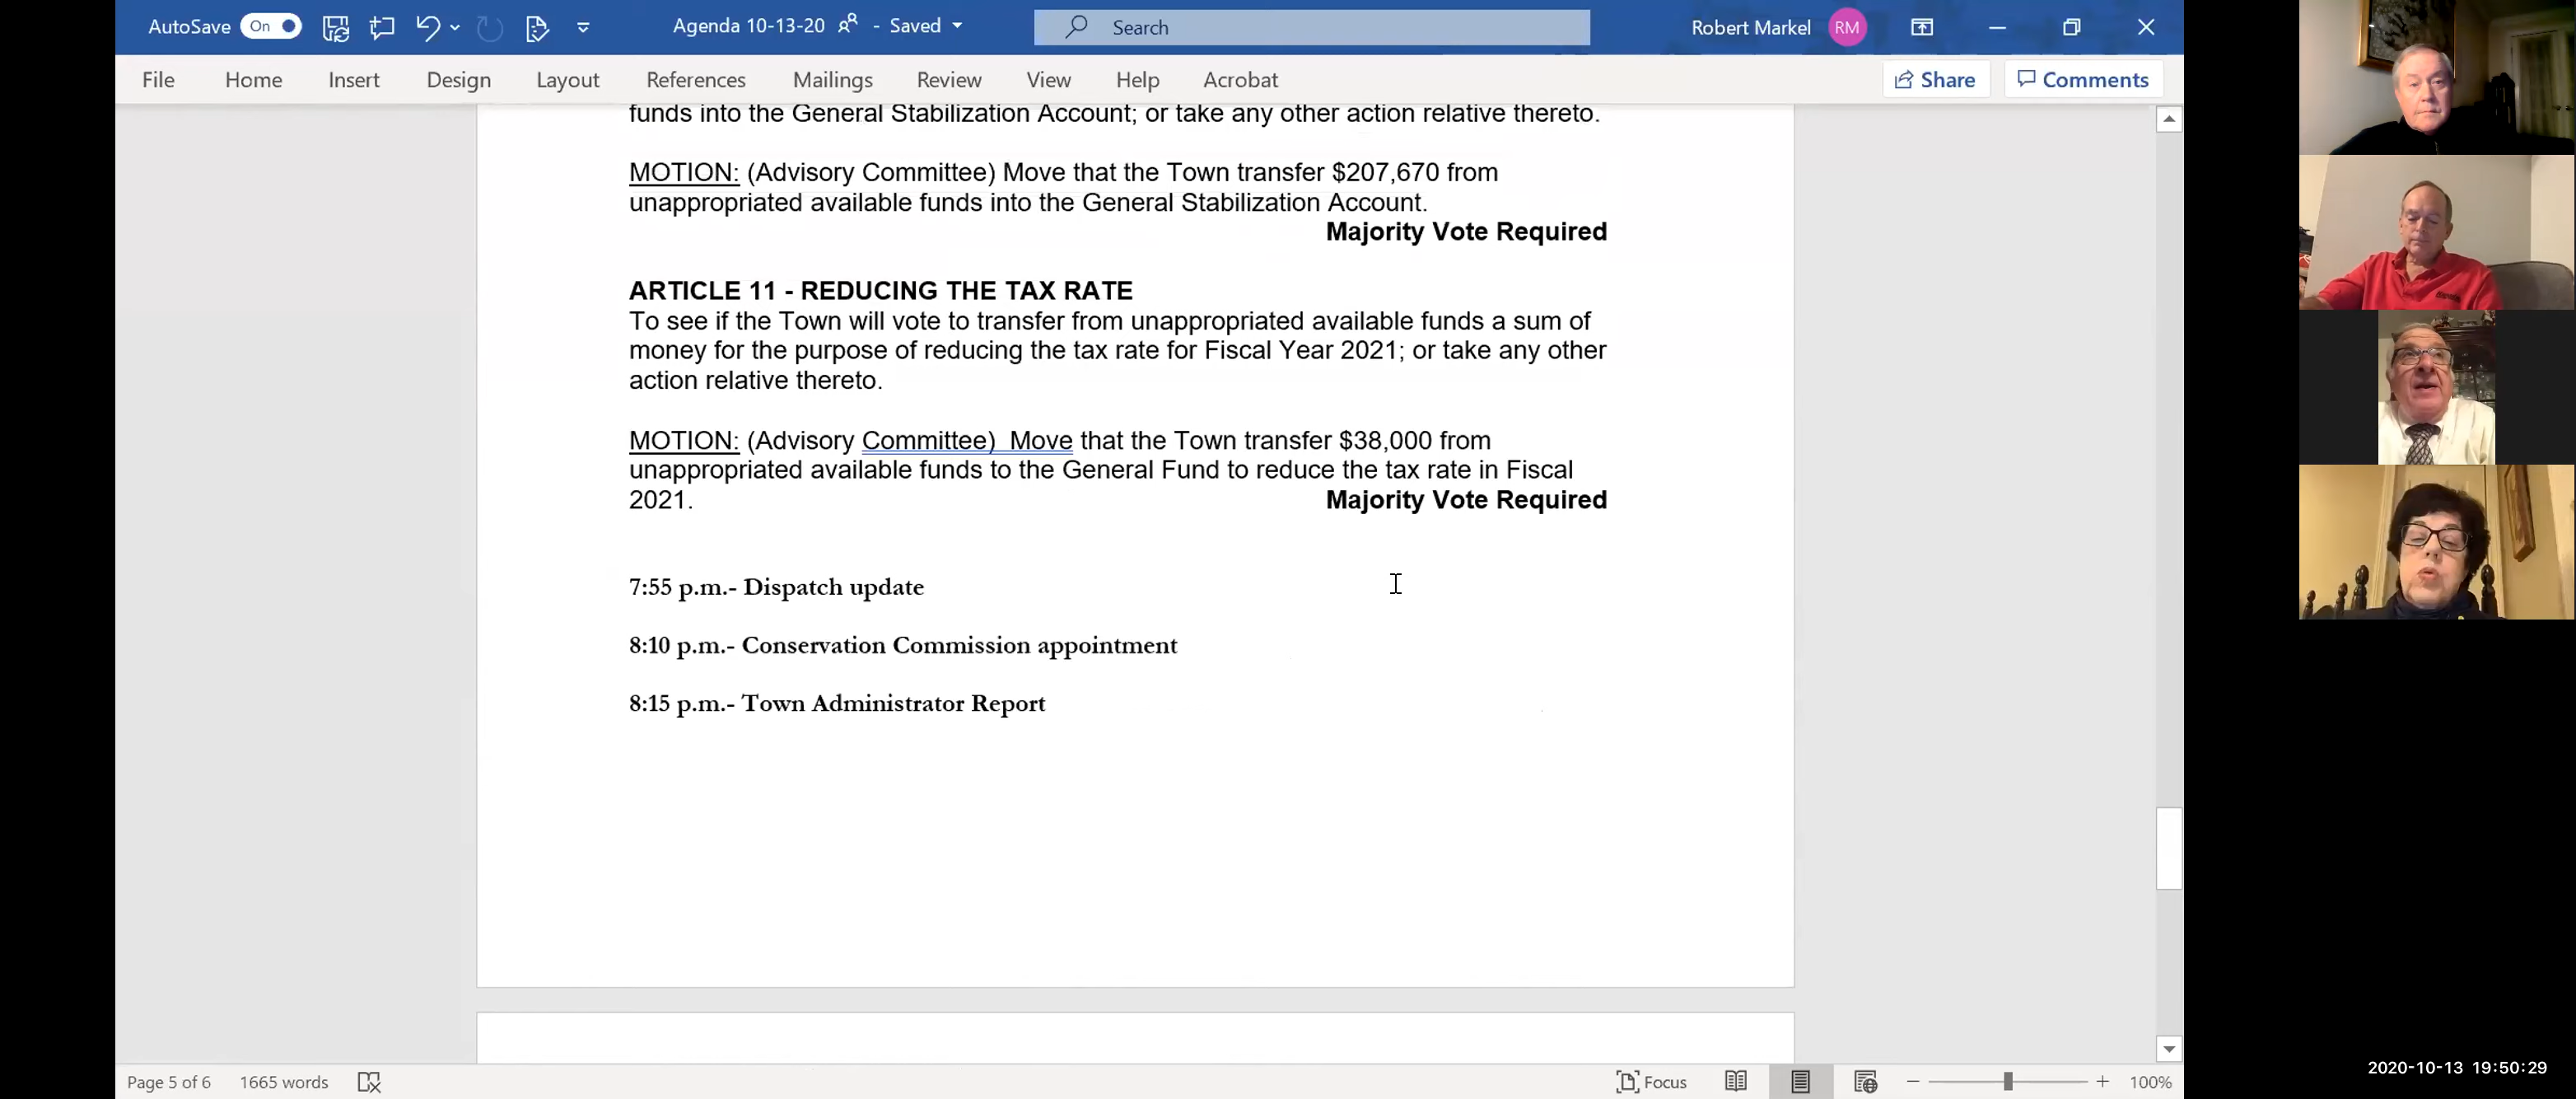 AutoSave On Agenda 10-13-20 - Saved Search Robert Markel RM
File Home Insert Design Layout References Mailings Review View Help Acrobat Share Comments
funds into the General Stabilization Account; or take any other action relative thereto.
MOTION: (Advisory Committee) Move that the Town transfer $207,670 from
unappropriated available funds into the General Stabilization Account.
Majority Vote Required
ARTICLE 11 - REDUCING THE TAX RATE
To see if the Town will vote to transfer from unappropriated available funds a sum of
money for the purpose of reducing the tax rate for Fiscal Year 2021; or take any other
action relative thereto.
MOTION: (Advisory Committee)  Move that the Town transfer $38,000 from
unappropriated available funds to the General Fund to reduce the tax rate in Fiscal
2021. Majority Vote Required
7:55 p.m.- Dispatch update
8:10 p.m.- Conservation Commission appointment
8:15 p.m.- Town Administrator Report
Page 5 of 6 1665 words Focus 100%
2020-10-13 19:50:29